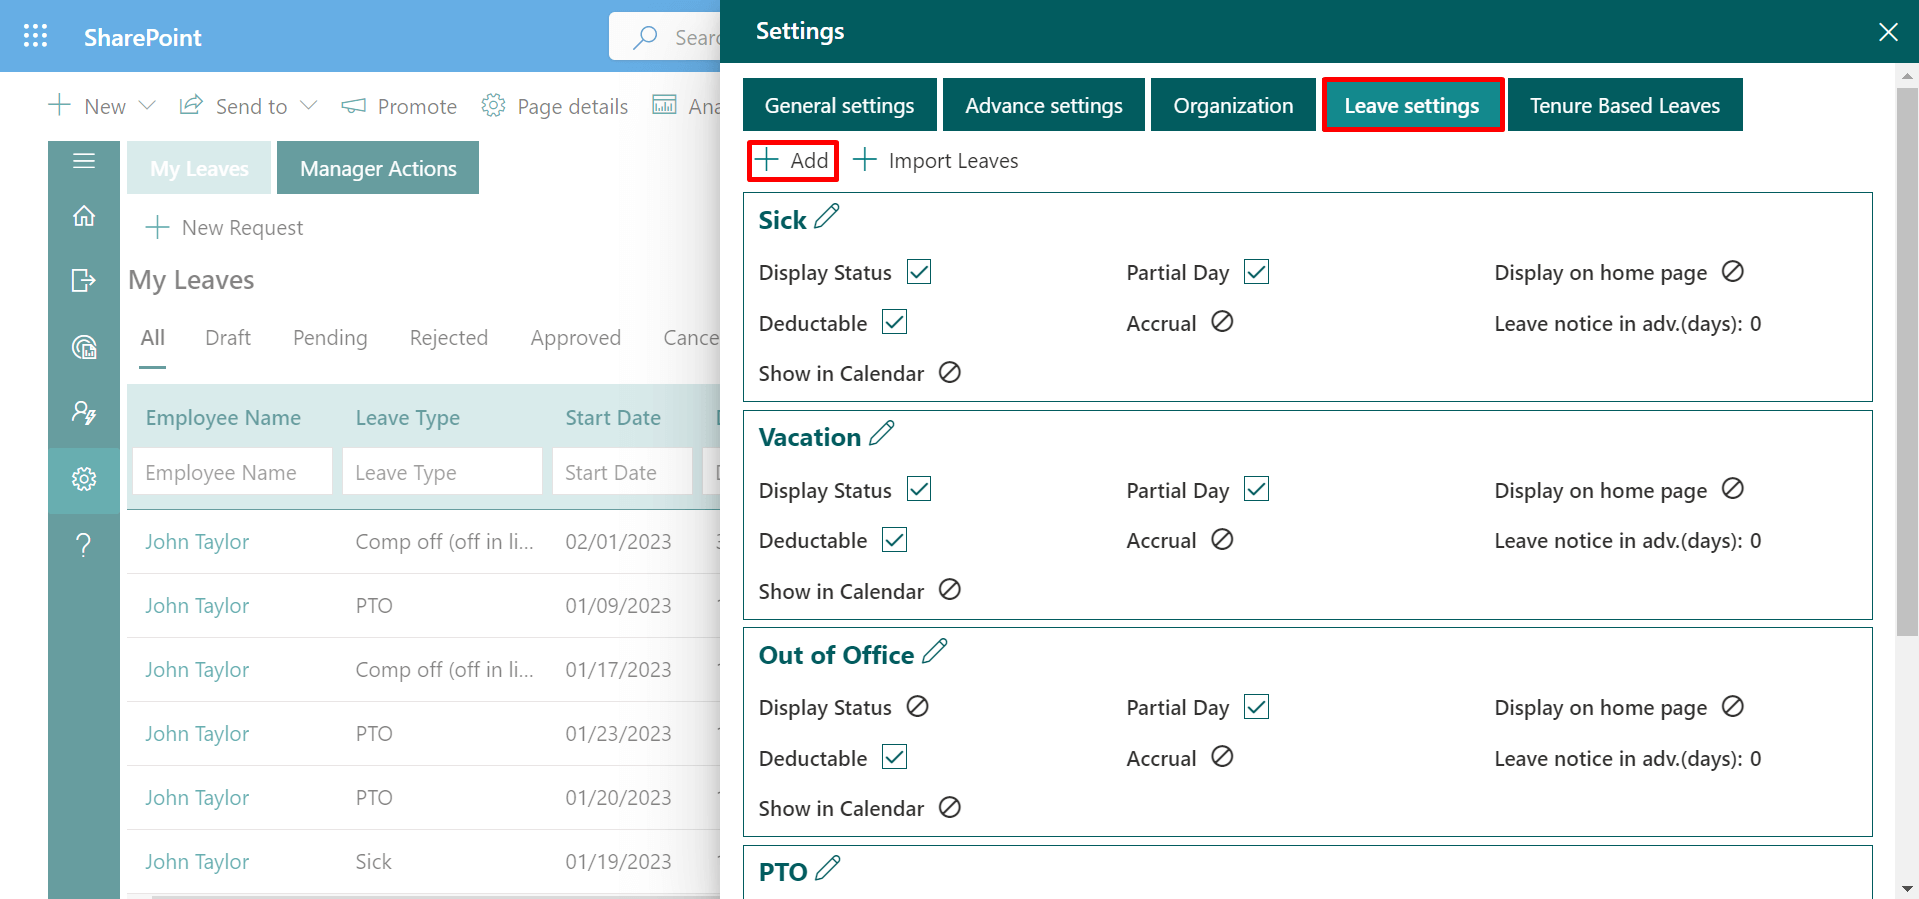 SharePoint
New
Send to
Promote
Page details
My Leaves
Manager Actions
New Request
My Leaves
All Draft Pending Rejected Approved
Employee Name Leave Type Start Date
Employee Name Leave Type Start Date
John Taylor Comp off (off in li... 02/01/2023
John Taylor PTO 01/09/2023
John Taylor Comp off (off in li... 01/17/2023
John Taylor PTO 01/23/2023
John Taylor PTO 01/20/2023
John Taylor Sick 01/19/2023
Settings
General settings
Advance settings
Organization
Leave settings
Tenure Based Leaves
Add
Import Leaves
Sick
Display Status Partial Day Display on home page
Deductable Accrual Leave notice in adv.(days): 0
Show in Calendar
Vacation
Display Status Partial Day Display on home page
Deductable Accrual Leave notice in adv.(days): 0
Show in Calendar
Out of Office
Display Status Partial Day Display on home page
Deductable Accrual Leave notice in adv.(days): 0
Show in Calendar
PTO